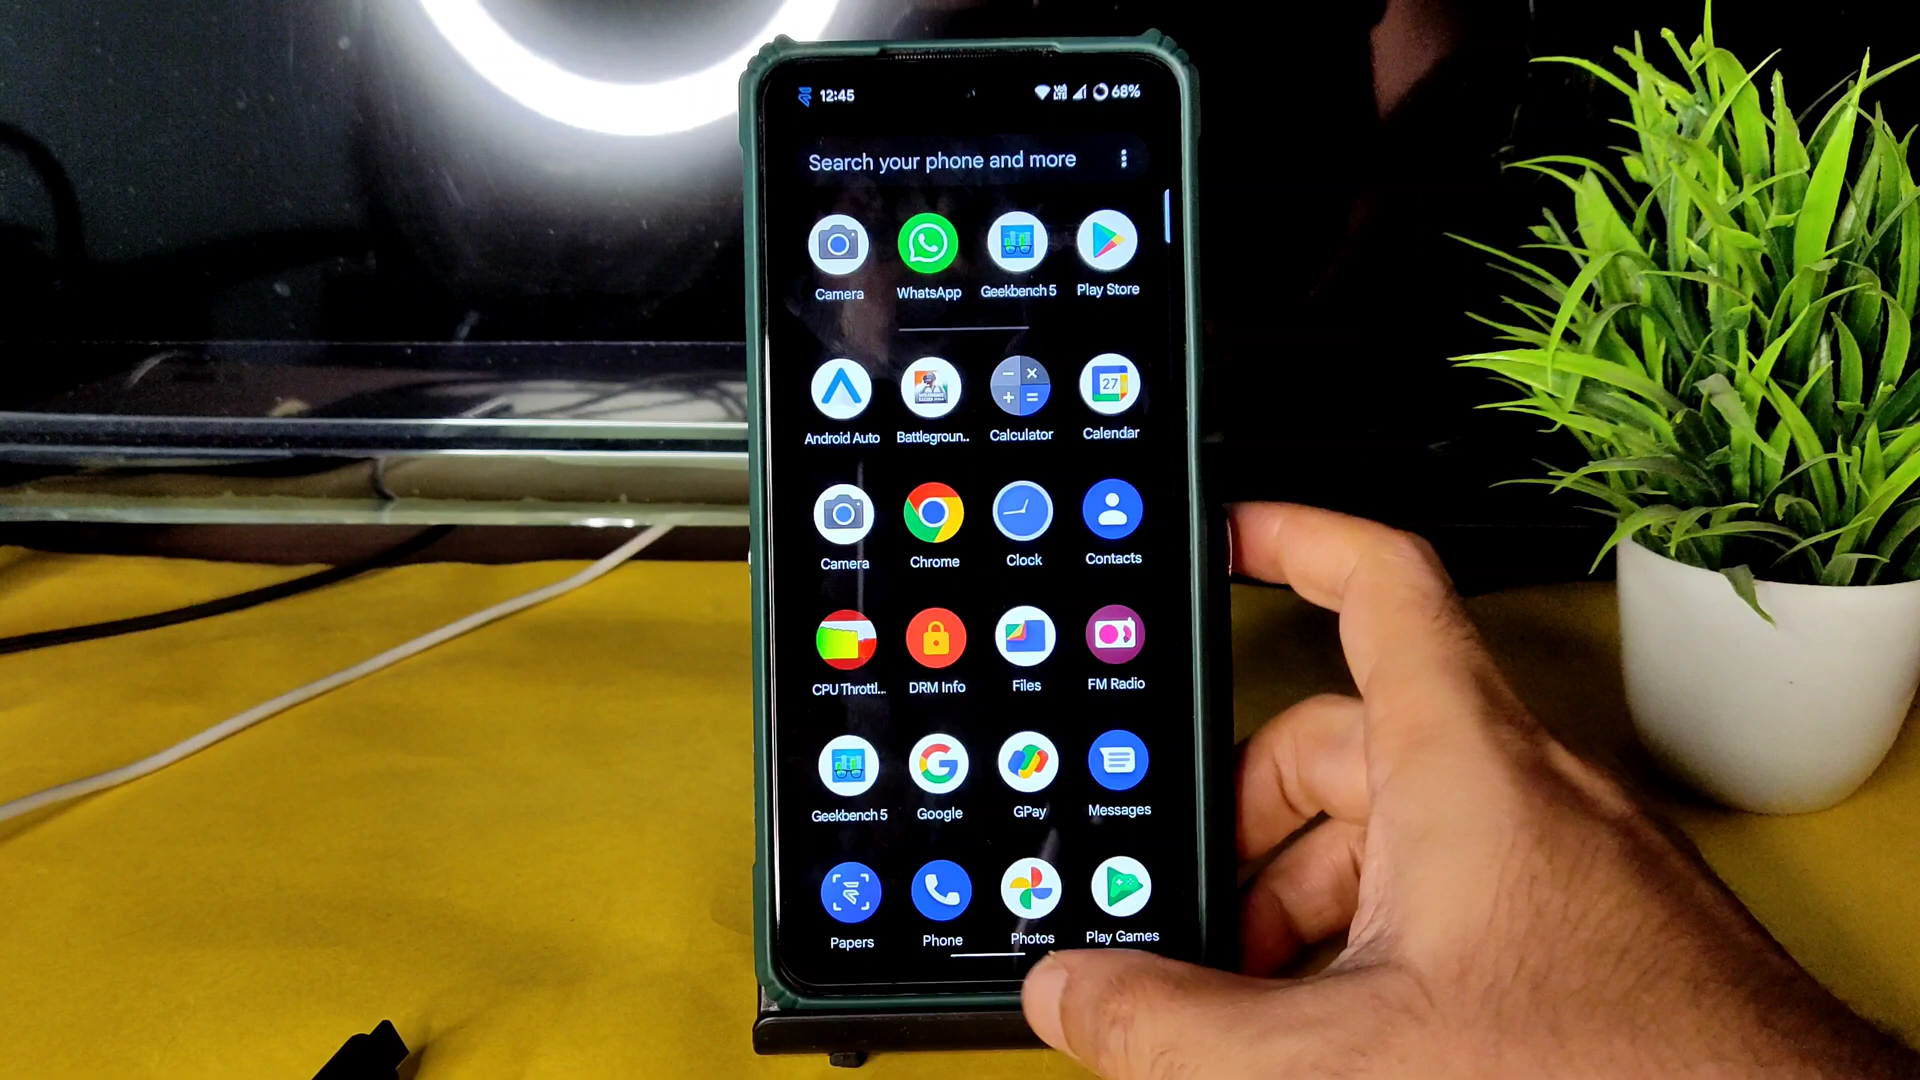 12:45 Vo) LTE 68%
Search your phone and more
Camera WhatsApp Geekbench 5 Play Store
Android Auto Battlegroun.. Calculator 27 Calendar
Camera Chrome Clock Contacts
CPU Throttl... DRM Info Files FM Radio
Geekbench 5 Google GPay Messages
Papers Phone Photos Play Games